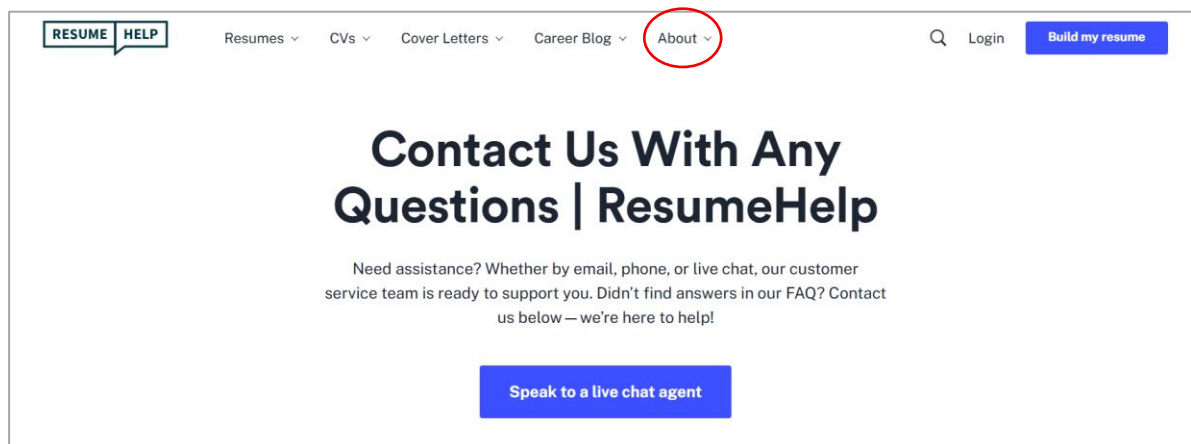 RESUME HELP Resumes CVs Cover Letters Career Blog About Login Build my resume
Contact Us With Any
Questions | ResumeHelp
Need assistance? Whether by email, phone, or live chat, our customer
service team is ready to support you. Didn’t find answers in our FAQ? Contact
us below—we’re here to help!
Speak to a live chat agent